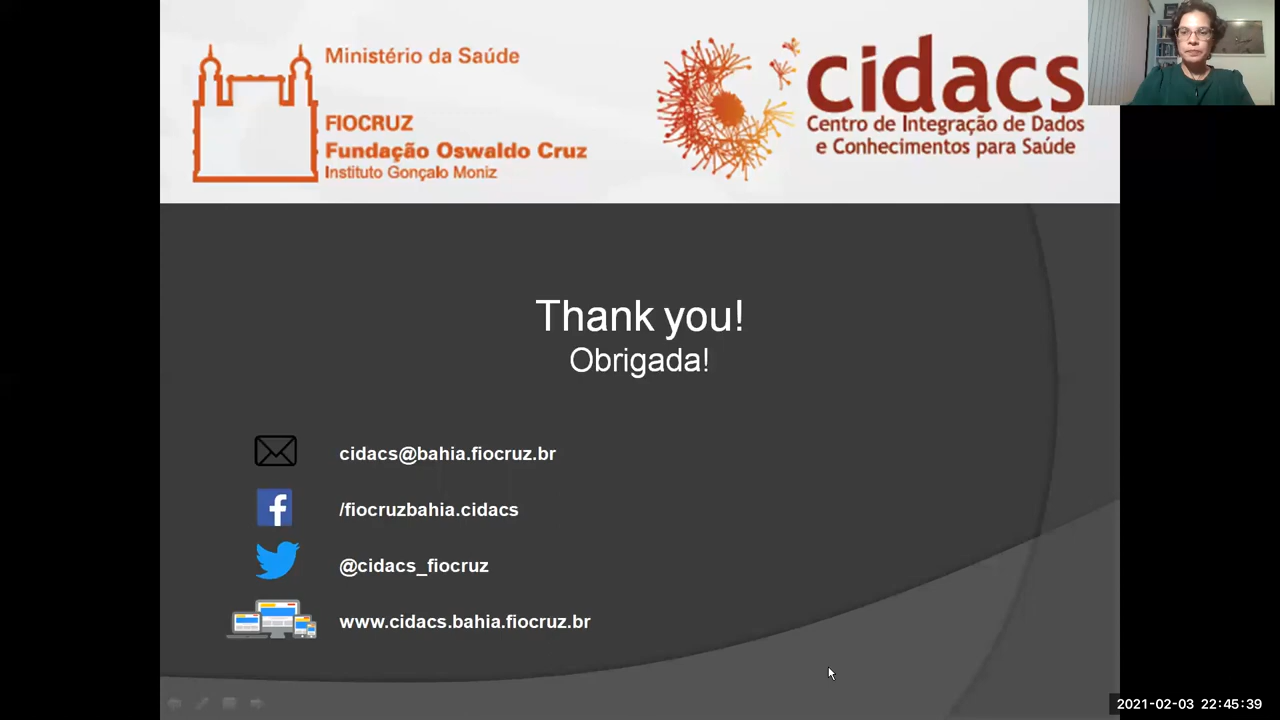 Ministério da Saúde
FIOCRUZ
Fundação Oswaldo Cruz
Instituto Gonçalo Moniz
cidacs
Centro de Integração de Dados
e Conhecimentos para Saúde
Thank you!
Obrigada!
cidacs@bahia.fiocruz.br
/fiocruzbahia.cidacs
@cidacs_fiocruz
www.cidacs.bahia.fiocruz.br
2021-02-03 22:45:39